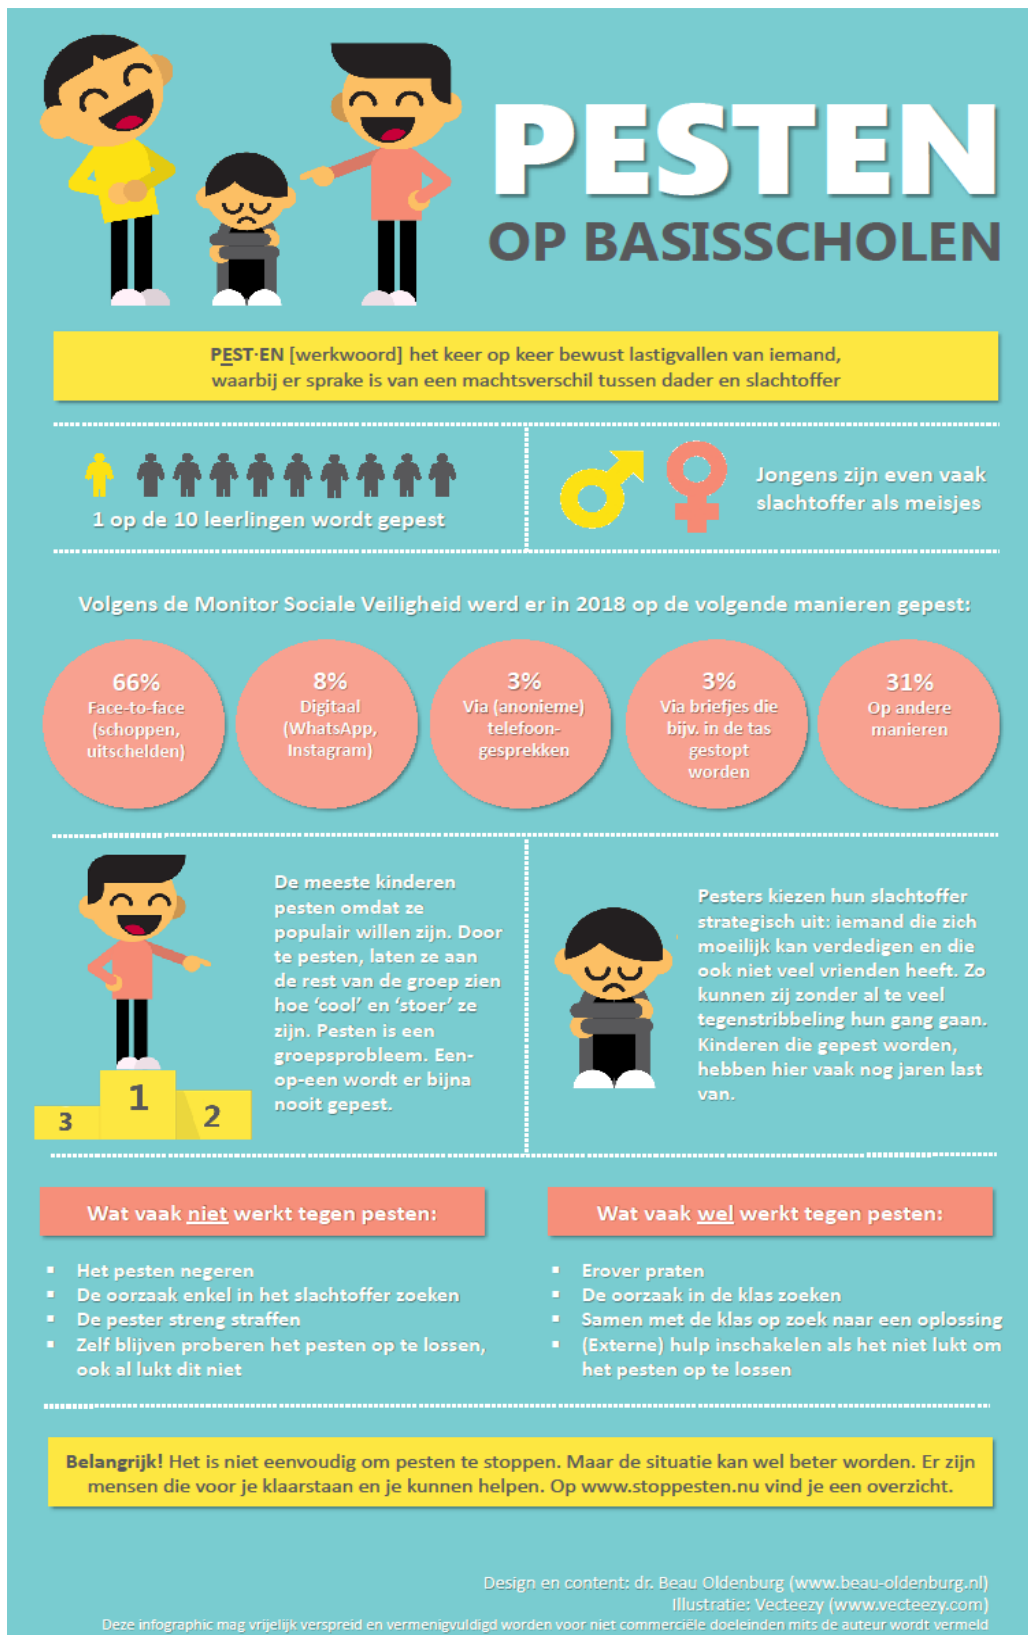 PESTEN
OP BASISSCHOLEN
PEST·EN [werkwoord] het keer op keer bewust lastigvallen van iemand,
waarbij er sprake is van een machtsverschil tussen dader en slachtoffer
1 op de 10 leerlingen wordt gepest
Jongens zijn even vaak
slachtoffer als meisjes
Volgens de Monitor Sociale Veiligheid werd er in 2018 op de volgende manieren gepest:
66%
Face-to-face
(schoppen,
uitschelden)
8%
Digitaal
(WhatsApp,
Instagram)
3%
Via (anonieme)
telefoon-
gesprekken
3%
Via briefjes die
bijv. in de tas
gestopt
worden
31%
Op andere
manieren
De meeste kinderen
pesten omdat ze
populair willen zijn. Door
te pesten, laten ze aan
de rest van de groep zien
hoe ‘cool’ en ‘stoer’ ze
zijn. Pesten is een
groepsprobleem. Een-
op-een wordt er bijna
nooit gepest.
3
1
2
Pesters kiezen hun slachtoffer
strategisch uit: iemand die zich
moeilijk kan verdedigen en die
ook niet veel vrienden heeft. Zo
kunnen zij zonder al te veel
tegenstribbeling hun gang gaan.
Kinderen die gepest worden,
hebben hier vaak nog jaren last
van.
Wat vaak niet werkt tegen pesten:
▪ Het pesten negeren
▪ De oorzaak enkel in het slachtoffer zoeken
▪ De pester streng straffen
▪ Zelf blijven proberen het pesten op te lossen,
ook al lukt dit niet
Wat vaak wel werkt tegen pesten:
▪ Erover praten
▪ De oorzaak in de klas zoeken
▪ Samen met de klas op zoek naar een oplossing
▪ (Externe) hulp inschakelen als het niet lukt om
het pesten op te lossen
Belangrijk! Het is niet eenvoudig om pesten te stoppen. Maar de situatie kan wel beter worden. Er zijn
mensen die voor je klaarstaan en je kunnen helpen. Op www.stoppesten.nu vind je een overzicht.
Design en content: dr. Beau Oldenburg (www.beau-oldenburg.nl)
Illustratie: Vecteezy (www.vecteezy.com)
Deze infographic mag vrijelijk verspreid en vermenigvuldigd worden voor niet commerciële doeleinden mits de auteur wordt vermeld